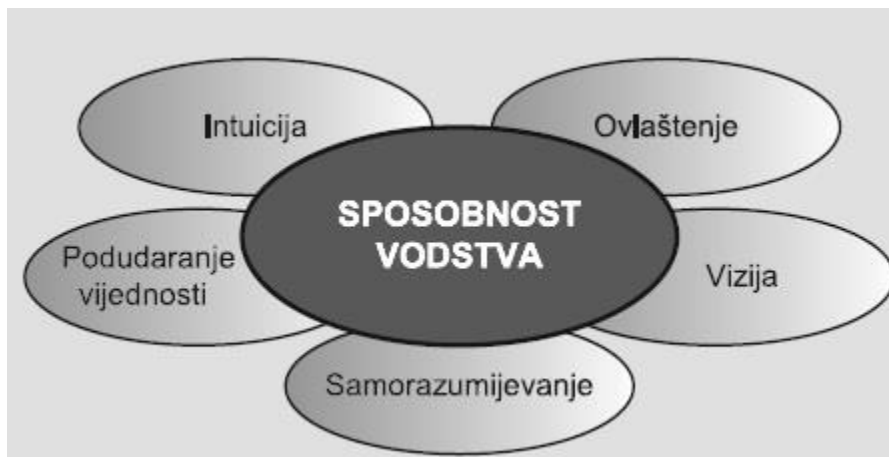 Intuicija
Ovlaštenje
SPOSOBNOST
VODSTVA
Podudaranje
vijednosti
Vizija
Samorazumijevanje